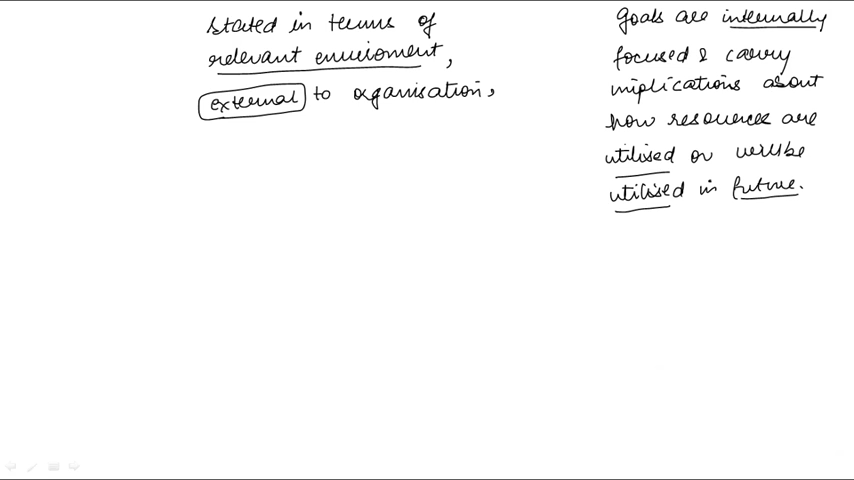 stated in terms of
relevant enviroment,
external to organisation,
Goals are internally
focused & carry
implications about
how resources are
utilised or will be
utilised in future.